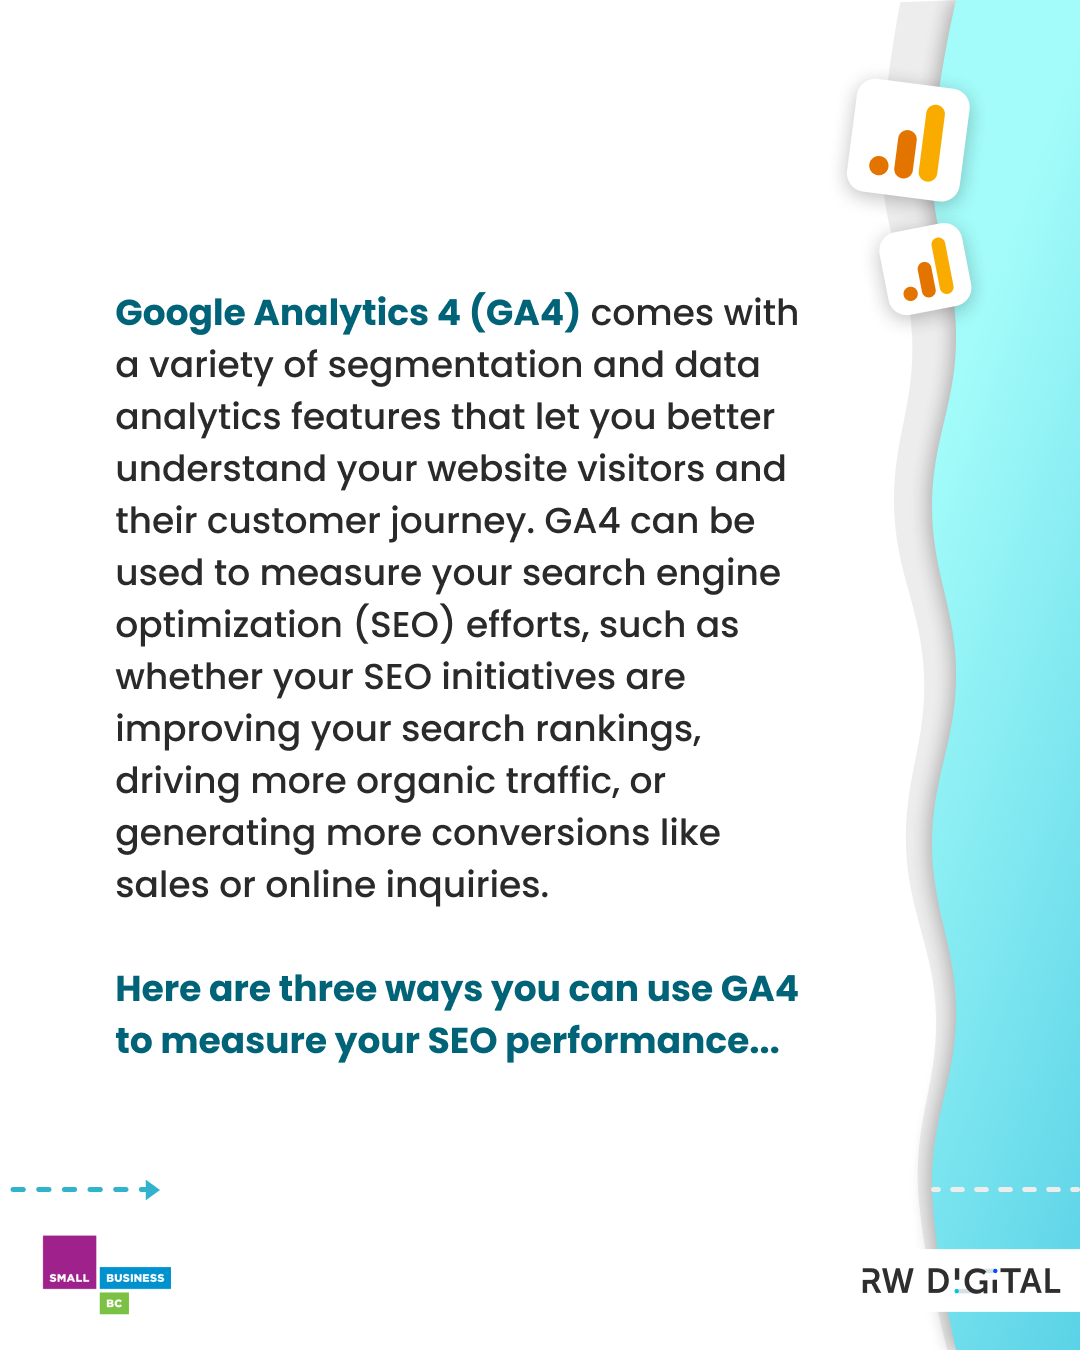 Google Analytics 4 (GA4) comes with
a variety of segmentation and data
analytics features that let you better
understand your website visitors and
their customer journey. GA4 can be
used to measure your search engine
optimization (SEO) efforts, such as
whether your SEO initiatives are
improving your search rankings,
driving more organic traffic, or
generating more conversions like
sales or online inquiries.
Here are three ways you can use GA4
to measure your SEO performance...
SMALL
BUSINESS
BC
RW DIGITAL